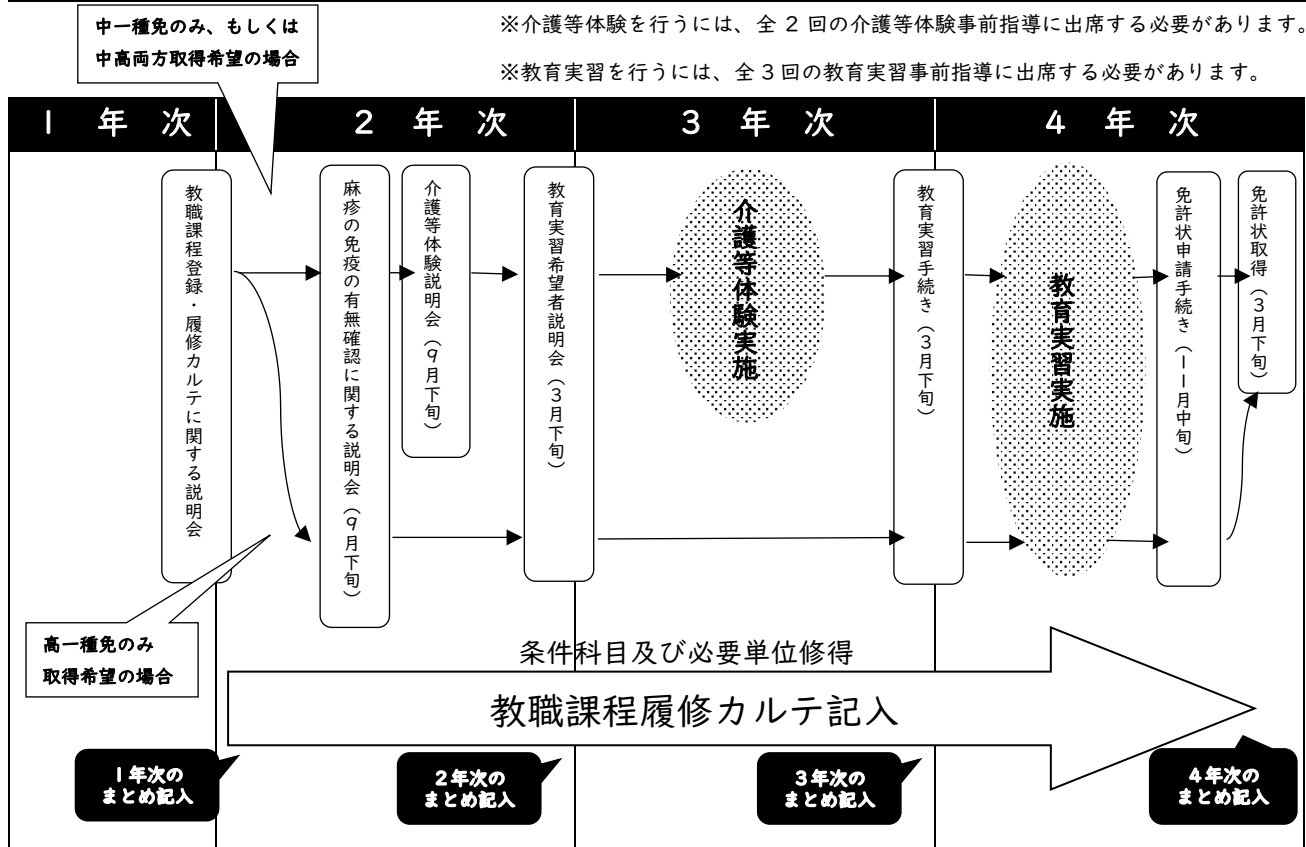 ※介護等体験を行うには、全 2 回の介護等体験事前指導に出席する必要があります。
※教育実習を行うには、全3回の教育実習事前指導に出席する必要があります。
中一種免のみ、もしくは
中高両方取得希望の場合
1 年 次
2 年 次
3 年 次
4 年 次
教職課程登録・履修カルテに関する説明会
麻疹の免疫の有無確認に関する説明会(9月下旬)
介護等体験説明会(9月下旬)
教育実習希望者説明会(3月下旬)
介護等体験実施
教育実習手続き(3月下旬)
教育実習実施
免許状申請手続き(11月中旬)
免許状取得(3月下旬)
高一種免のみ
取得希望の場合
条件科目及び必要単位修得
教職課程履修カルテ記入
1年次の
まとめ記入
2年次の
まとめ記入
3年次の
まとめ記入
4年次の
まとめ記入